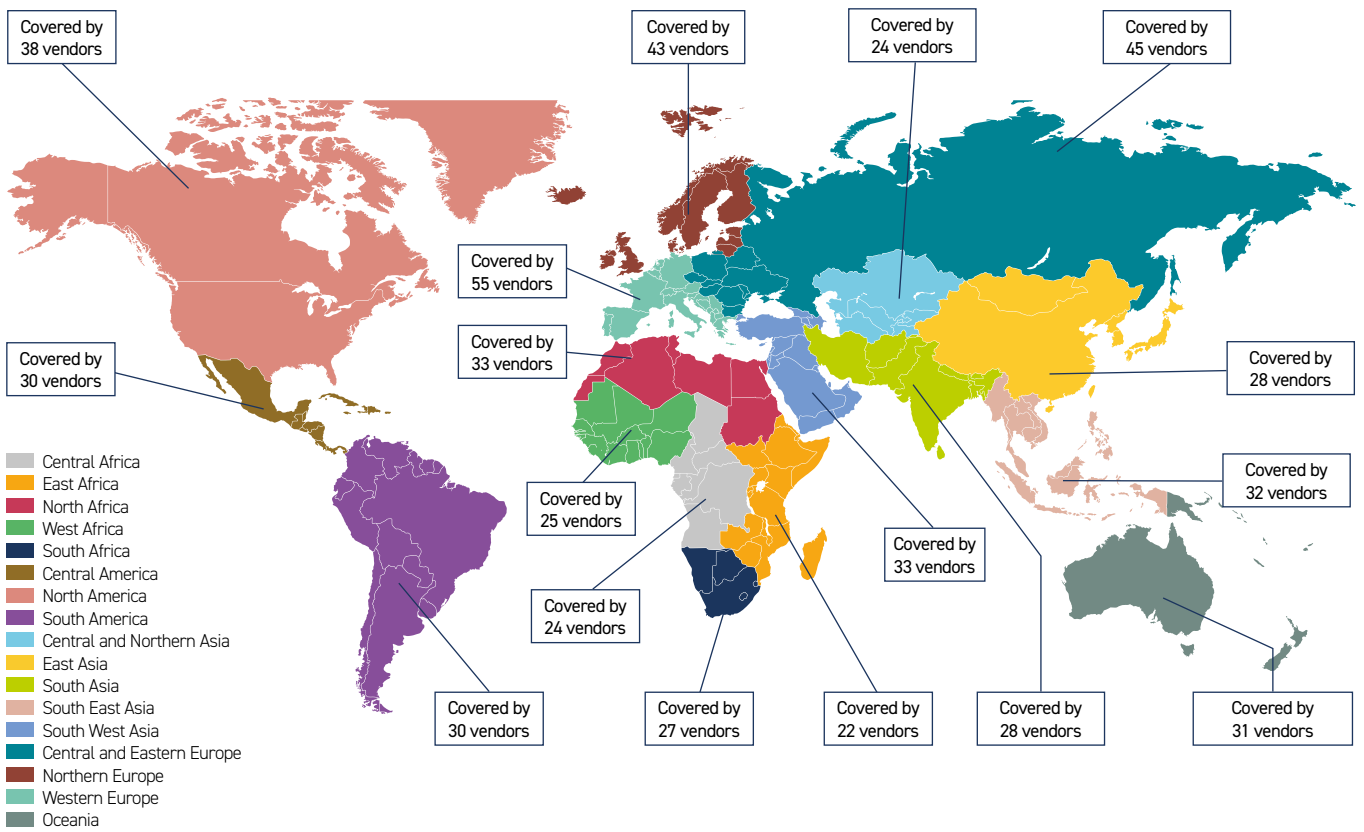 Covered by
38 vendors
Covered by
43 vendors
Covered by
24 vendors
Covered by
45 vendors
Covered by
55 vendors
Covered by
33 vendors
Covered by
30 vendors
Covered by
28 vendors
Covered by
32 vendors
Covered by
25 vendors
Covered by
33 vendors
Covered by
24 vendors
Covered by
30 vendors
Covered by
27 vendors
Covered by
22 vendors
Covered by
28 vendors
Covered by
31 vendors
Central Africa
East Africa
North Africa
West Africa
South Africa
Central America
North America
South America
Central and Northern Asia
East Asia
South Asia
South East Asia
South West Asia
Central and Eastern Europe
Northern Europe
Western Europe
Oceania